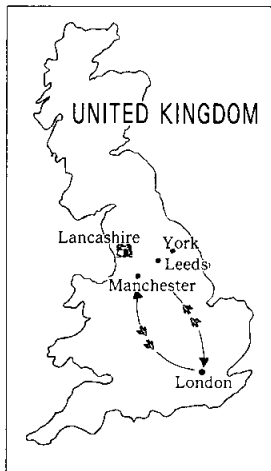 UNITED KINGDOM
Lancashire
York
Leeds
Manchester
London